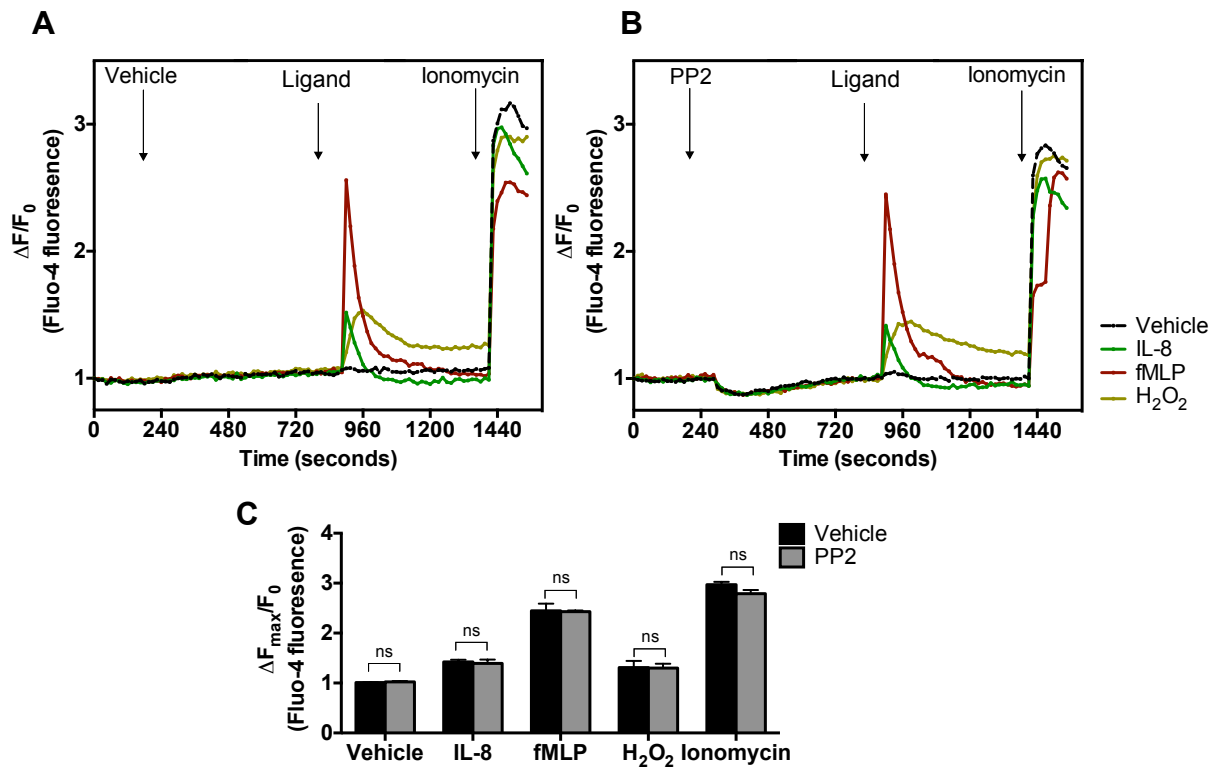 A
Vehicle
Ligand
Ionomycin
3
2
1
ΔF/F0
(Fluo-4 fluoresence)
0 240 480 720 960 1200 1440
Time (seconds)
B
PP2
Ligand
Ionomycin
3
2
1
ΔF/F0
(Fluo-4 fluoresence)
0 240 480 720 960 1200 1440
Time (seconds)
Vehicle
IL-8
fMLP
H2O2
C
4
3
2
1
0
ΔFmax/F0
(Fluo-4 fluoresence)
ns
ns
ns
ns
ns
Vehicle IL-8 fMLP H2O2 Ionomycin
Vehicle
PP2